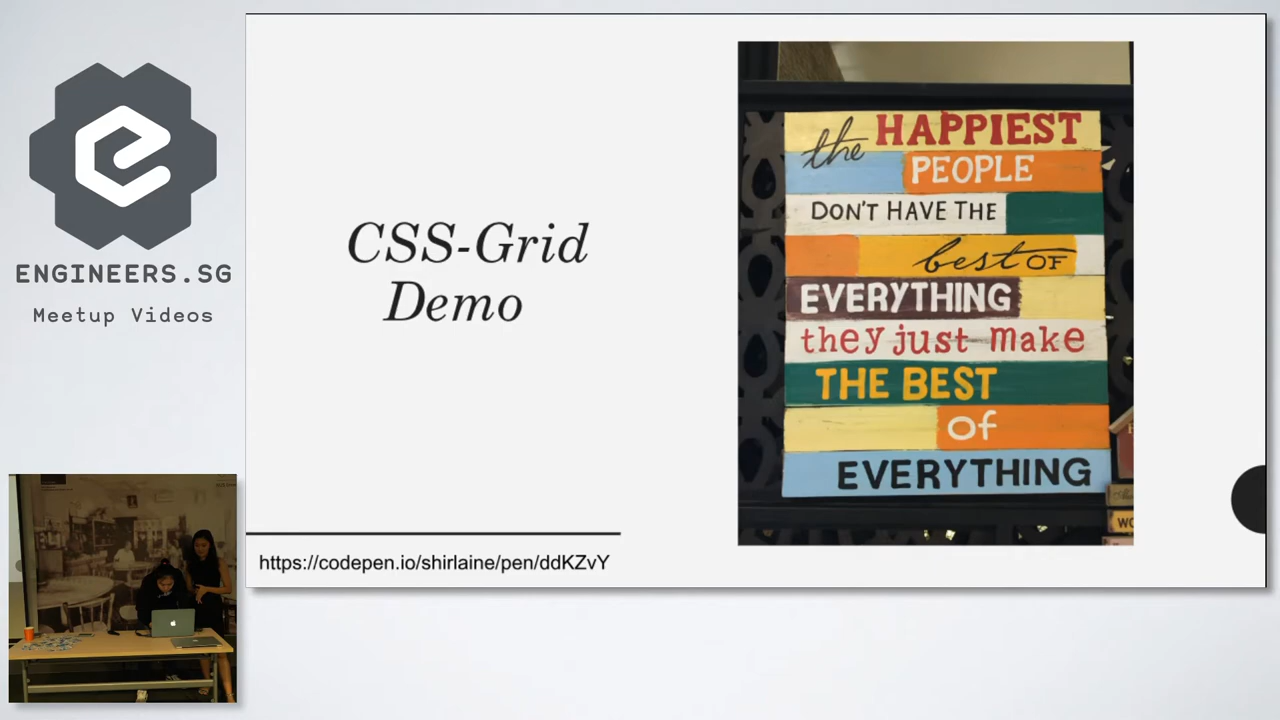 ENGINEERS.SG
Meetup Videos
CSS-Grid
Demo
https://codepen.io/shirlaine/pen/ddKZvY
the HAPPIEST
PEOPLE
DON'T HAVE THE
best OF
EVERYTHING
they just make
THE BEST
of
EVERYTHING